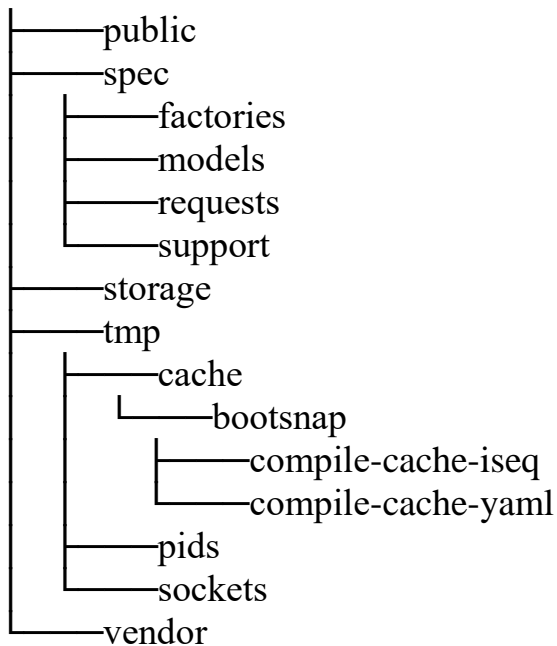 public
spec
factories
models
requests
support
storage
tmp
cache
bootsnap
compile-cache-iseq
compile-cache-yaml
pids
sockets
vendor